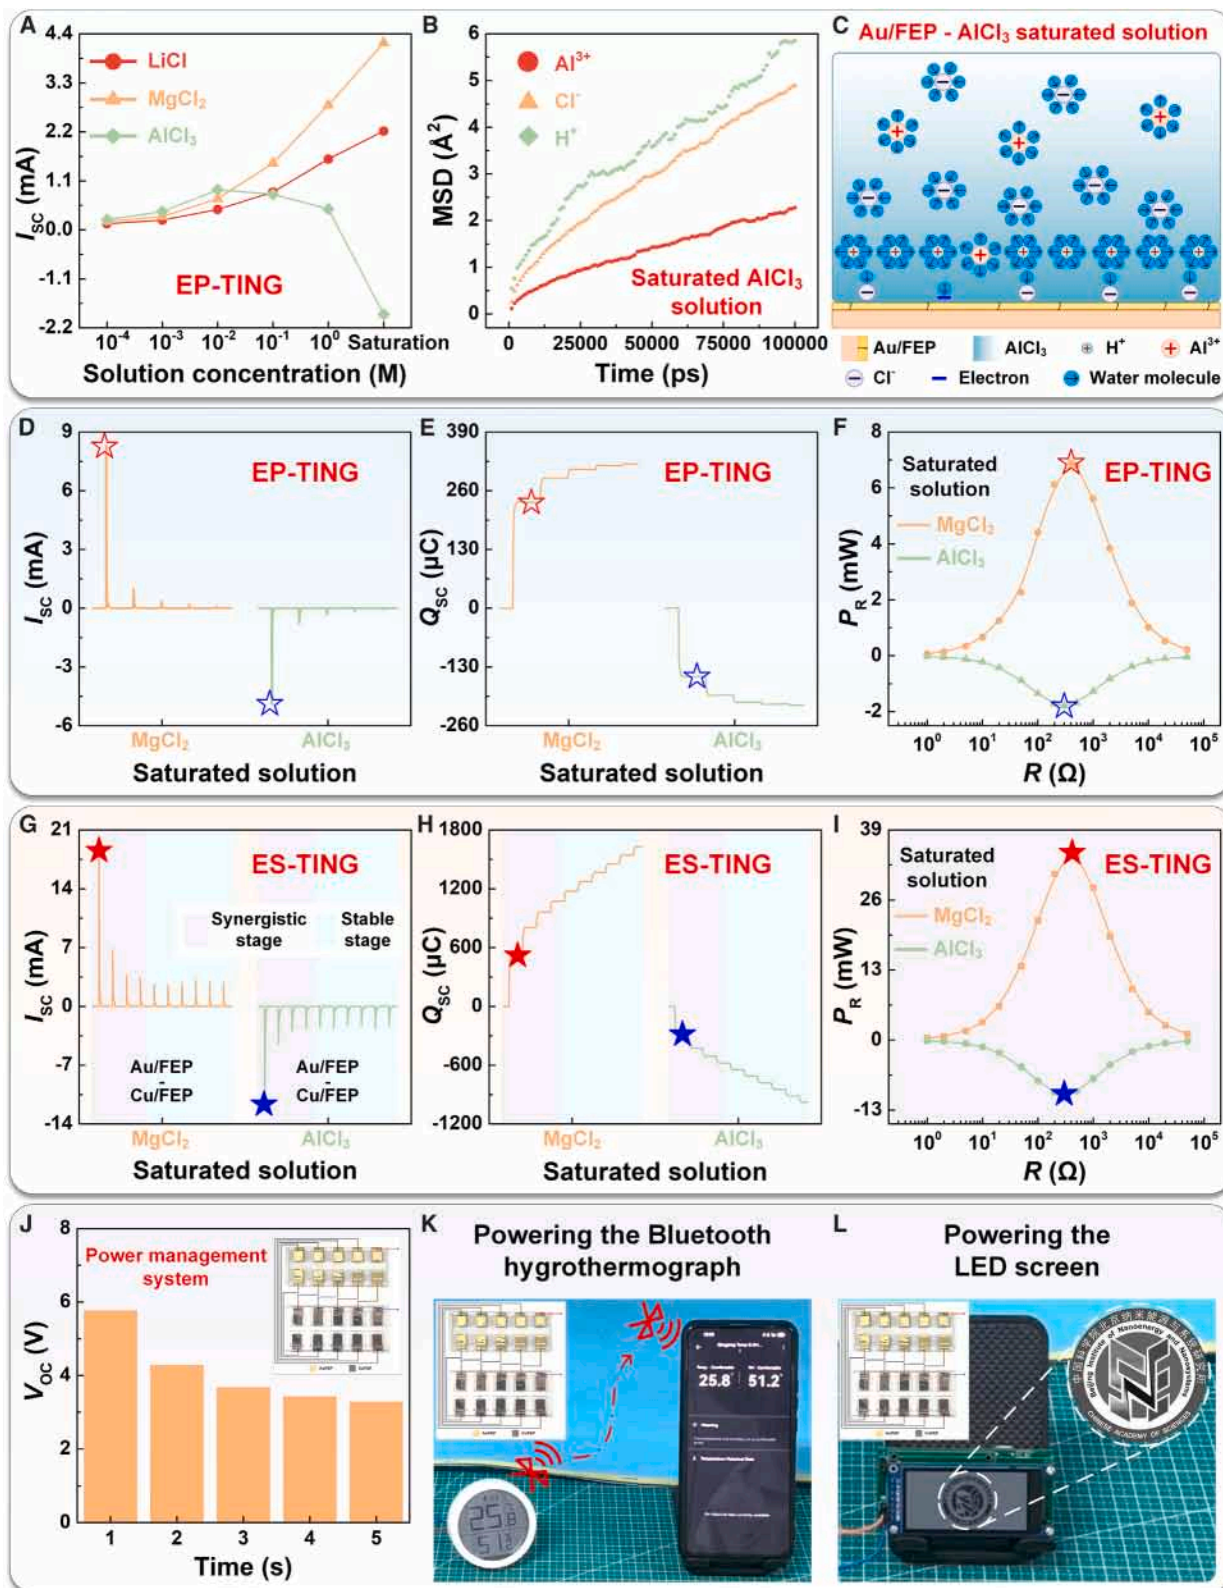 A
4.4
3.3
2.2
1.1
0.0
-1.1
-2.2
I_SC (mA)
LiCl
MgCl₂
AlCl₃
EP-TING
10⁻⁴ 10⁻³ 10⁻² 10⁻¹ 10⁰ Saturation
Solution concentration (M)
B
6
5
4
3
2
1
0
MSD (Å²)
Al³⁺
Cl⁻
H⁺
Saturated AlCl₃
solution
0 25000 50000 75000 100000
Time (ps)
C Au/FEP - AlCl₃ saturated solution
Au/FEP AlCl₃ H⁺ Al³⁺
Cl⁻ Electron Water molecule
D
9
6
3
0
-3
-6
I_SC (mA)
EP-TING
MgCl₂ AlCl₃
Saturated solution
E
390
260
130
0
-130
-260
Q_SC (μC)
EP-TING
MgCl₂ AlCl₃
Saturated solution
F
8
6
4
2
0
-2
P_R (mW)
Saturated
solution
MgCl₂
AlCl₃
EP-TING
10⁰ 10¹ 10² 10³ 10⁴ 10⁵
R (Ω)
G
21
14
7
0
-7
-14
I_SC (mA)
ES-TING
Synergistic
stage
Stable
stage
Au/FEP
-
Cu/FEP
Au/FEP
-
Cu/FEP
MgCl₂ AlCl₃
Saturated solution
H
1800
1200
600
0
-600
-1200
Q_SC (μC)
ES-TING
MgCl₂ AlCl₃
Saturated solution
I
39
26
13
0
-13
P_R (mW)
Saturated
solution
MgCl₂
AlCl₃
ES-TING
10⁰ 10¹ 10² 10³ 10⁴ 10⁵
R (Ω)
J
8
6
4
2
0
V_OC (V)
Power management
system
1 2 3 4 5
Time (s)
K Powering the Bluetooth
hygrothermograph
25.8° 51.2°
L Powering the
LED screen
Beijing Institute of Nanoenergy and Nanosystems
CHINESE ACADEMY OF SCIENCES